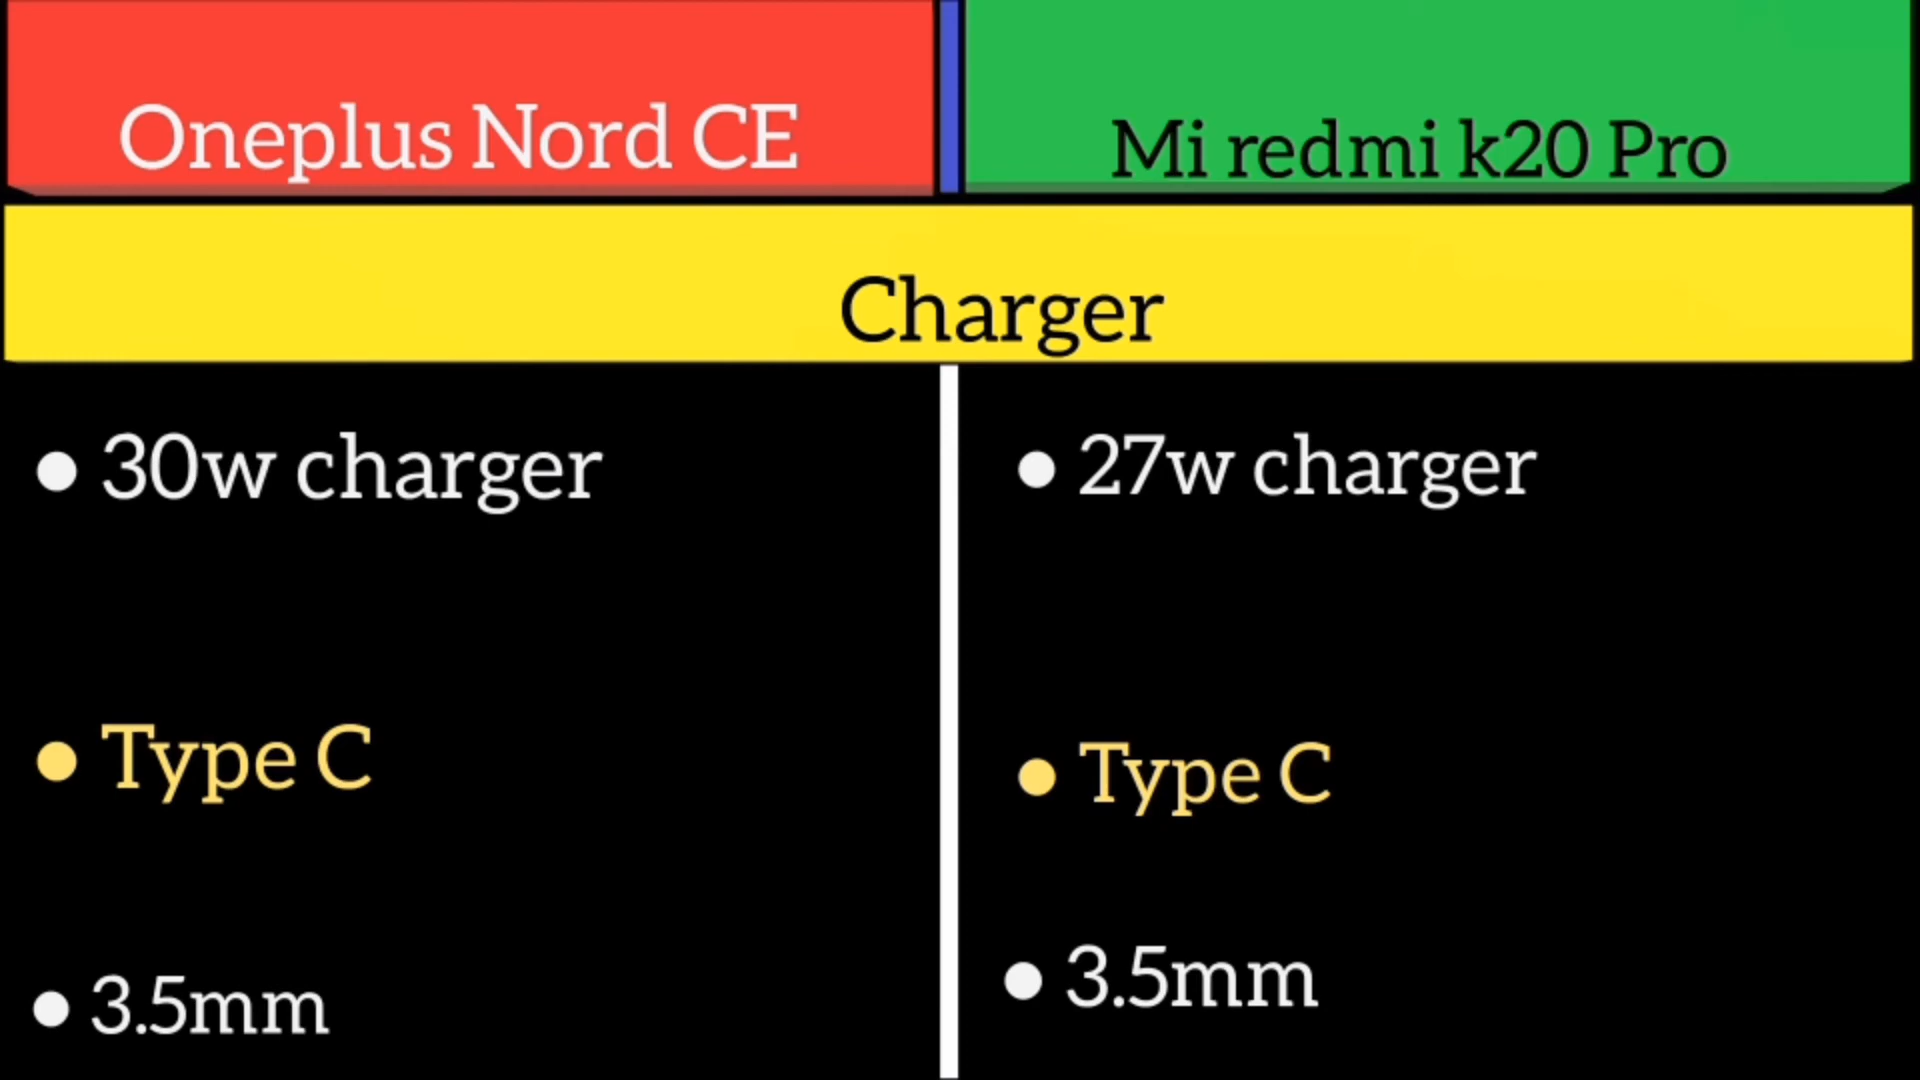 Oneplus Nord CE
Mi redmi k20 Pro
Charger
• 30w charger
• 27w charger
• Type C
• Type C
• 3.5mm
• 3.5mm